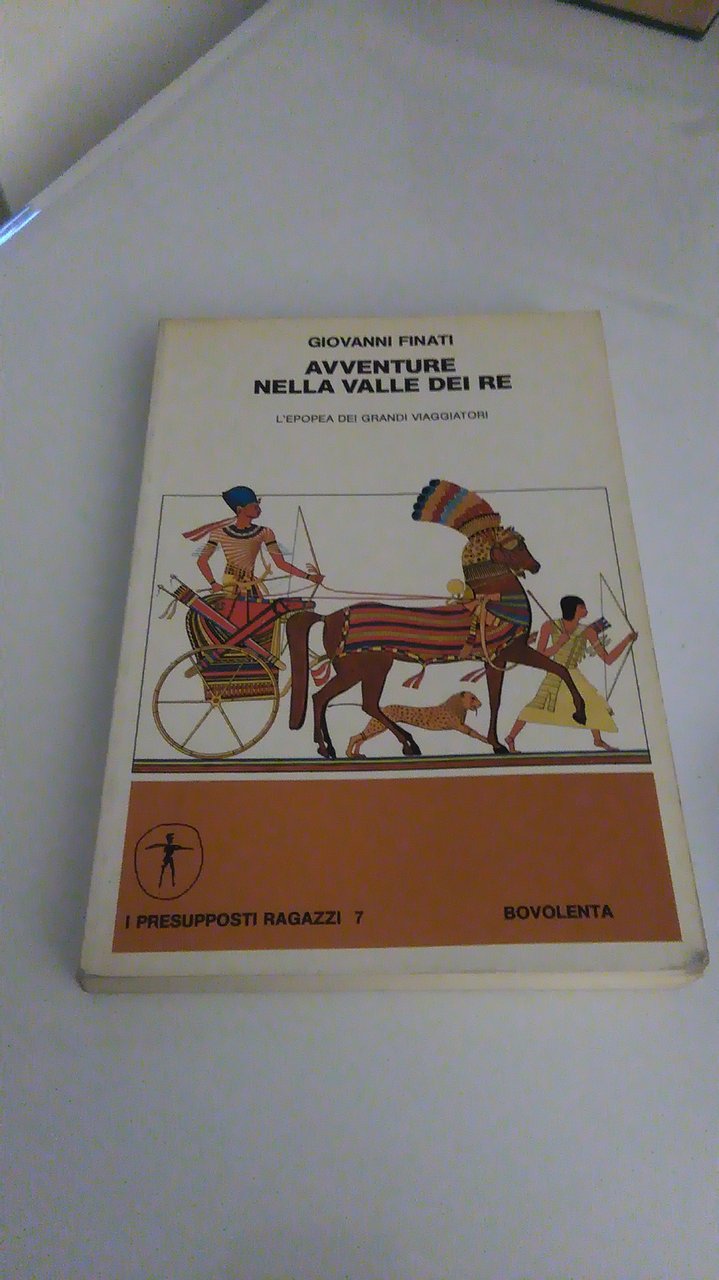 GIOVANNI FINATI
AVVENTURE
NELLA VALLE DEI RE
L'EPOPEA DEI GRANDI VIAGGIATORI
I PRESUPPOSTI RAGAZZI 7
BOVOLENTA